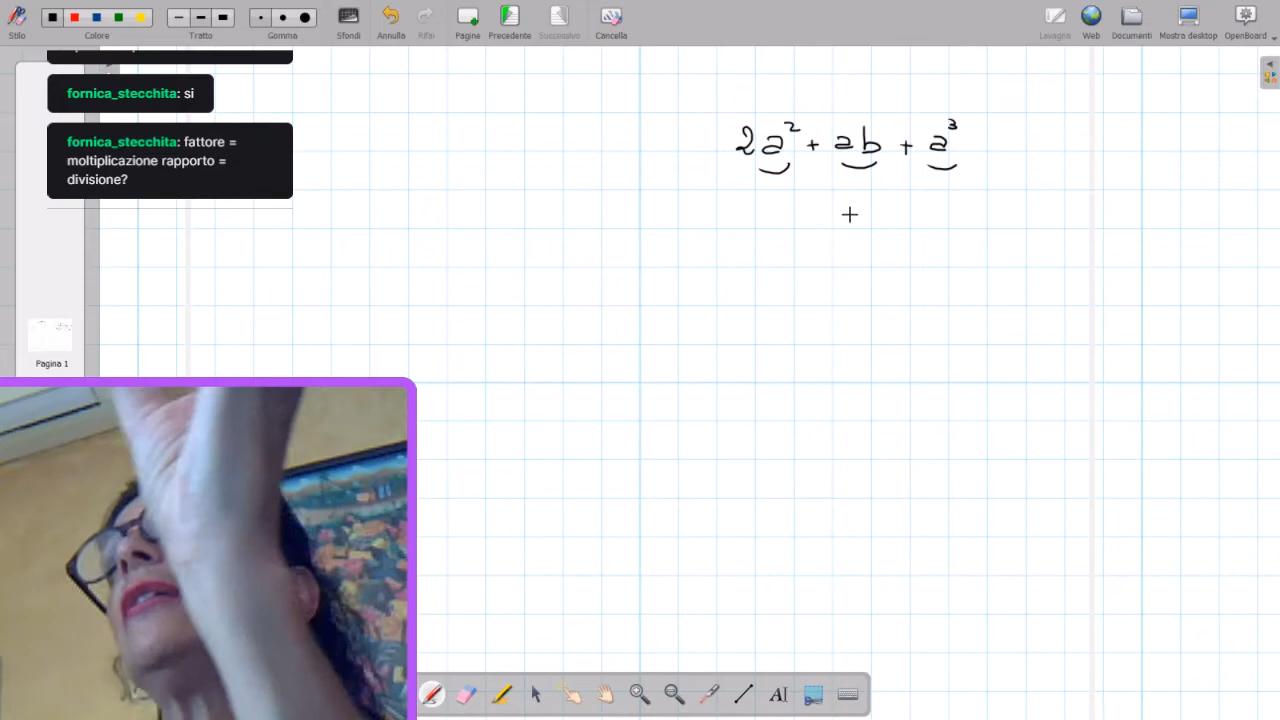 Stilo
Colore
Tratto
Gomma
Sfondi
Annulla
Rifai
Pagine
Precedente
Successivo
Cancella
Lavagna
Web
Documenti
Mostra desktop
OpenBoard
fornica_stecchita: si
fornica_stecchita: fattore =
moltiplicazione rapporto =
divisione?
2a² + ab + a³
Pagina 1
AI